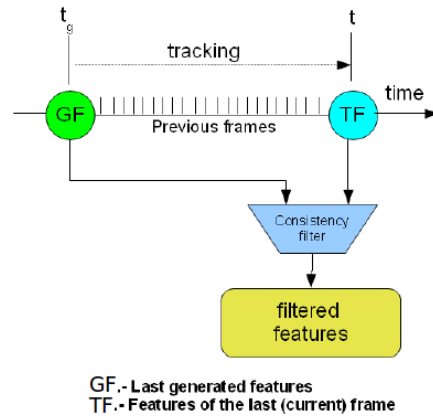 t_g
t
tracking
GF
TF
time
Previous frames
Consistency
filter
filtered
features
GF.- Last generated features
TF.- Features of the last (current) frame